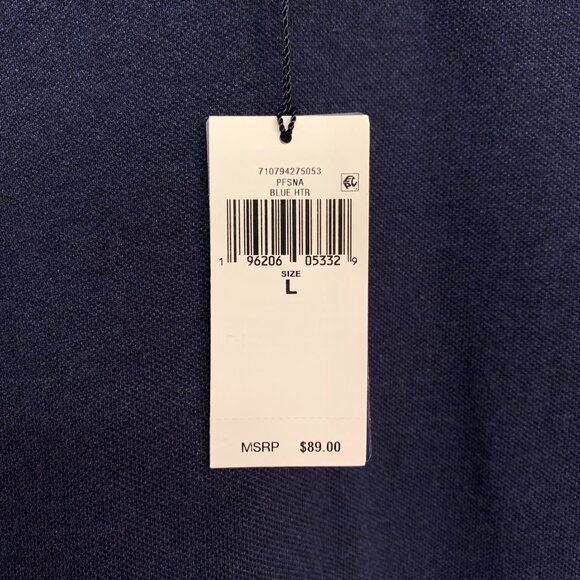 710794275053
PFSNA
BLUE HTR
1 96206 05332 9
SIZE
L
MSRP $89.00